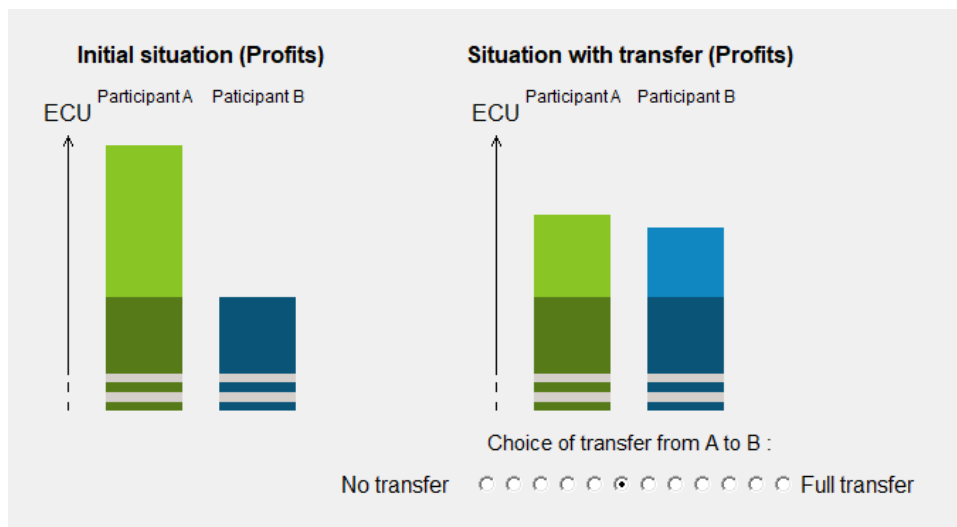 Initial situation (Profits)
Participant A
Paticipant B
ECU
Situation with transfer (Profits)
Participant A
Participant B
ECU
Choice of transfer from A to B :
No transfer
Full transfer